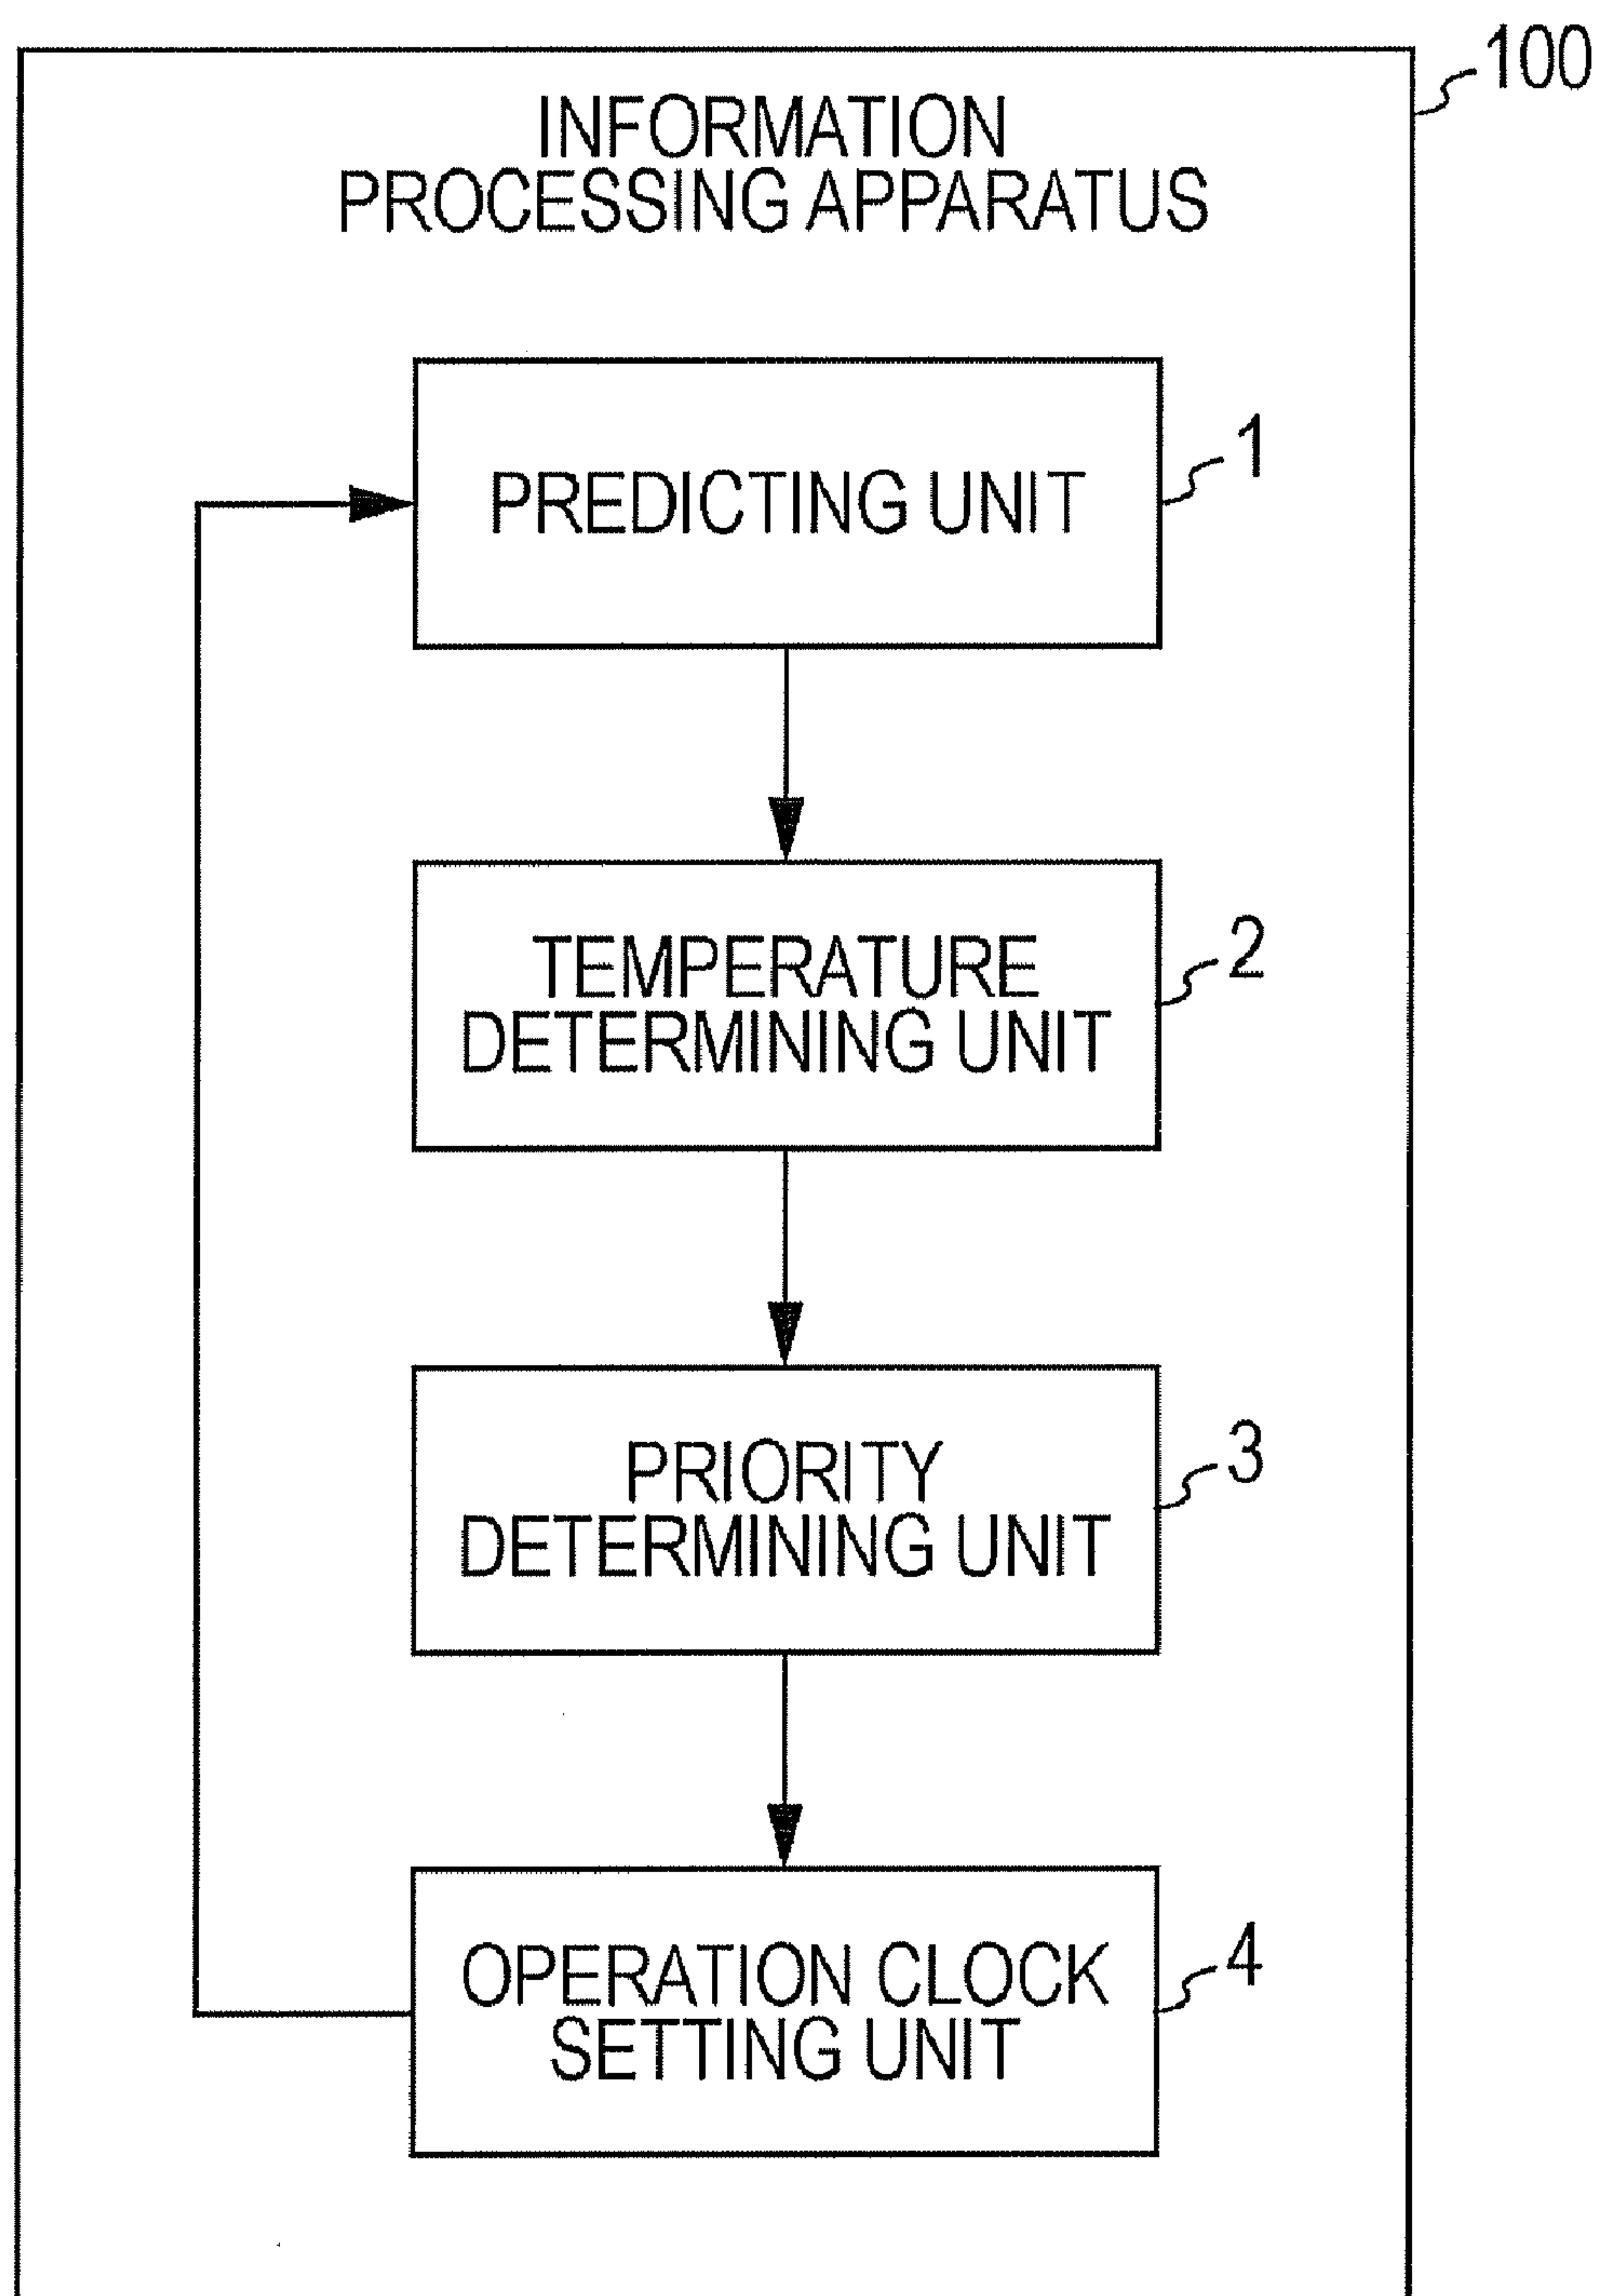 100
INFORMATION
PROCESSING APPARATUS
PREDICTING UNIT
1
TEMPERATURE
DETERMINING UNIT
2
PRIORITY
DETERMINING UNIT
3
OPERATION CLOCK
SETTING UNIT
4